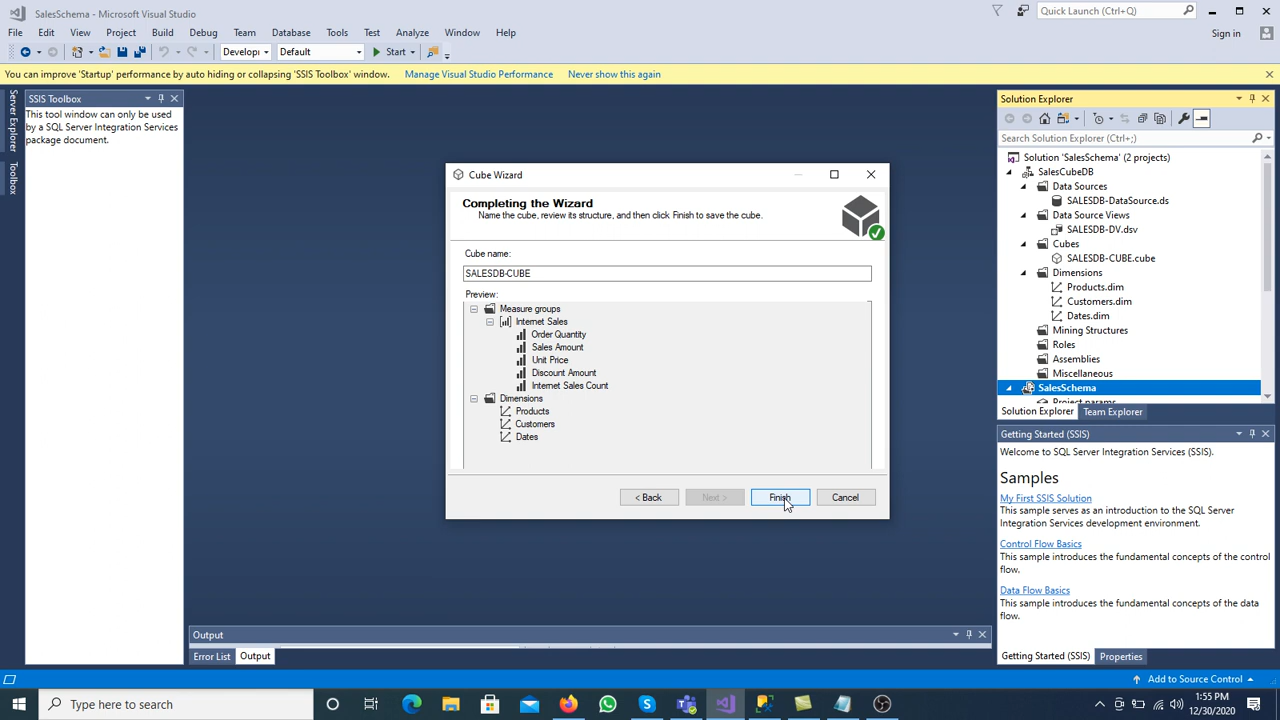 SalesSchema - Microsoft Visual Studio
Quick Launch (Ctrl+Q)
File Edit View Project Build Debug Team Database Tools Test Analyze Window Help
Sign in
Develop Default Start
You can improve 'Startup' performance by auto hiding or collapsing 'SSIS Toolbox' window. Manage Visual Studio Performance Never show this again
Server Explorer
Toolbox
SSIS Toolbox
This tool window can only be used
by a SQL Server Integration Services
package document.
Cube Wizard
Completing the Wizard
Name the cube, review its structure, and then click Finish to save the cube.
Cube name:
SALESDB-CUBE
Preview:
Measure groups
Internet Sales
Order Quantity
Sales Amount
Unit Price
Discount Amount
Internet Sales Count
Dimensions
Products
Customers
Dates
< Back Next > Finish Cancel
Output
Error List Output
Solution Explorer
Search Solution Explorer (Ctrl+;)
Solution 'SalesSchema' (2 projects)
SalesCubeDB
Data Sources
SALESDB-DataSource.ds
Data Source Views
SALESDB-DV.dsv
Cubes
SALESDB-CUBE.cube
Dimensions
Products.dim
Customers.dim
Dates.dim
Mining Structures
Roles
Assemblies
Miscellaneous
SalesSchema
Project.params
Solution Explorer Team Explorer
Getting Started (SSIS)
Welcome to SQL Server Integration Services (SSIS).
Samples
My First SSIS Solution
This sample serves as an introduction to the SQL Server
Integration Services development environment.
Control Flow Basics
This sample introduces the fundamental concepts of the control
flow.
Data Flow Basics
This sample introduces the fundamental concepts of the data
flow.
Getting Started (SSIS) Properties
Add to Source Control
Type here to search
1:55 PM
12/30/2020